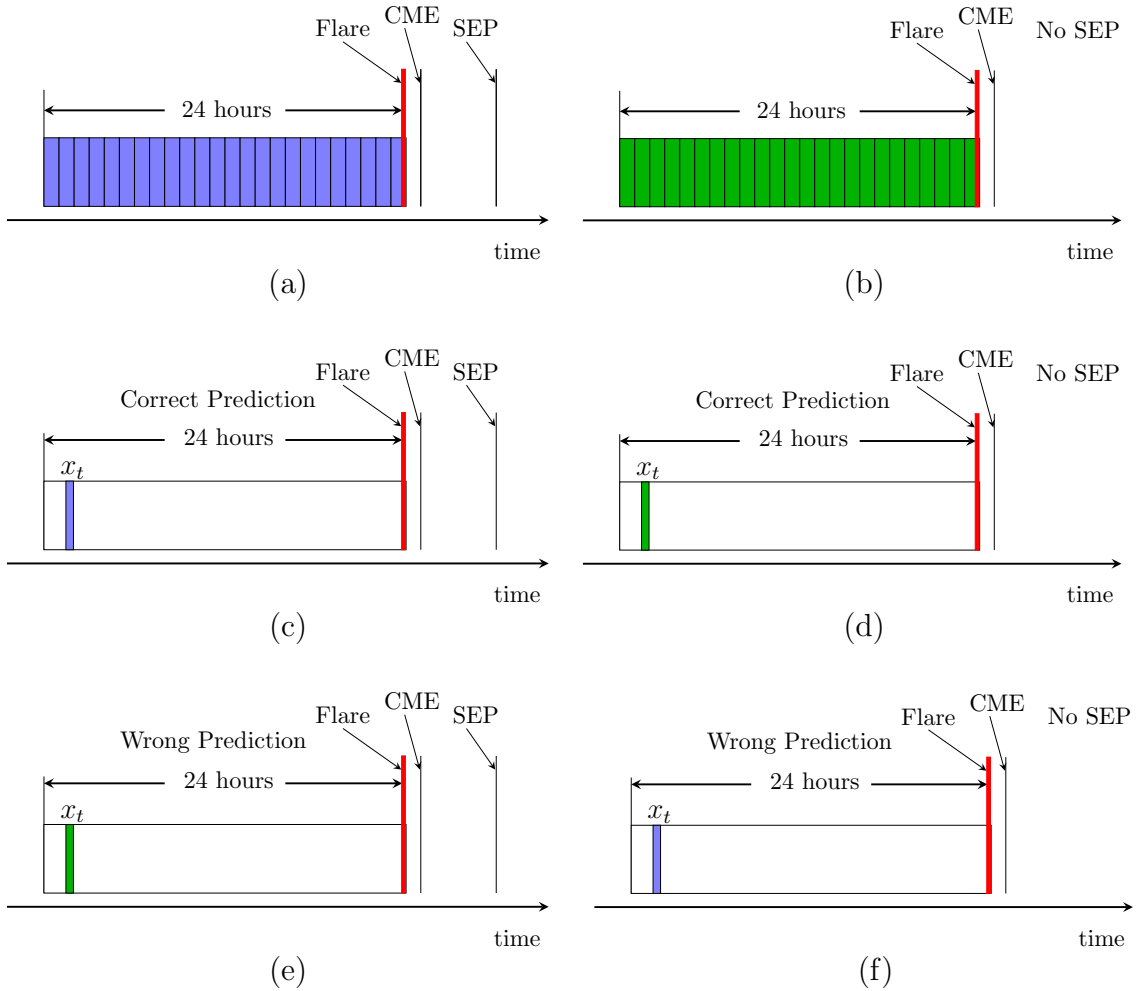 CME
Flare
SEP
24 hours
time
(a)
CME
Flare
No SEP
24 hours
time
(b)
CME
Flare
SEP
Correct Prediction
24 hours
x_t
time
(c)
CME
Flare
No SEP
Correct Prediction
24 hours
x_t
time
(d)
CME
Flare
SEP
Wrong Prediction
24 hours
x_t
time
(e)
CME
Flare
No SEP
Wrong Prediction
24 hours
x_t
time
(f)